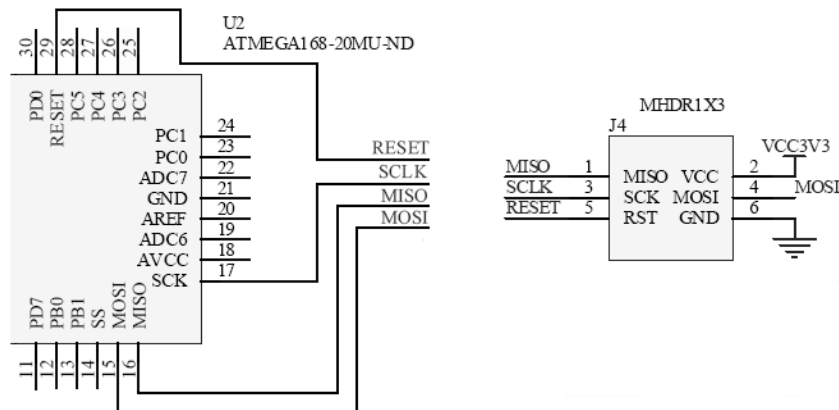 U2
ATMEGA168-20MU-ND
30 29 28 27 26 25
PD0 RESET PC5 PC4 PC3 PC2
PC1 24
PC0 23
ADC7 22
GND 21
AREF 20
ADC6 19
AVCC 18
SCK 17
PD7 PB0 PB1 SS MOSI MISO
11 12 13 14 15 16
RESET
SCLK
MISO
MOSI
MHDR1X3
J4
VCC3V3
MISO 1 MISO VCC 2
SCLK 3 SCK MOSI 4 MOSI
RESET 5 RST GND 6